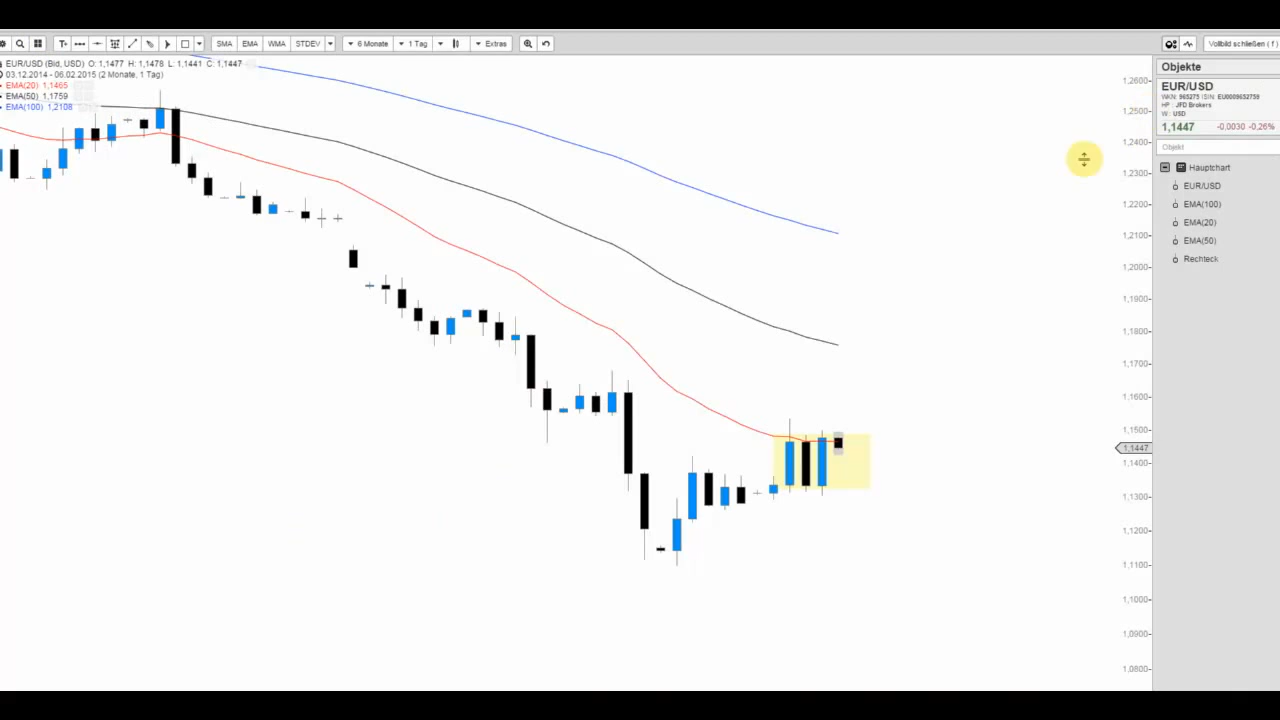 SMA EMA WMA STDEV 6 Monate 1 Tag Extras Vollbild schließen ( f )
EUR/USD (Bid, USD) O: 1,1477 H: 1,1478 L: 1,1441 C: 1,1447
03.12.2014 - 06.02.2015 (2 Monate, 1 Tag)
EMA(20) 1,1465
EMA(50) 1,1759
EMA(100) 1,2108
1,2600
1,2500
1,2400
1,2300
1,2200
1,2100
1,2000
1,1900
1,1800
1,1700
1,1600
1,1500
1,1447
1,1400
1,1300
1,1200
1,1100
1,1000
1,0900
1,0800
Objekte
EUR/USD
WKN: 965275 ISIN: EU0009652759
HP : JFD Brokers
W : USD
1,1447 -0,0030 -0,26%
Objekt
Hauptchart
EUR/USD
EMA(100)
EMA(20)
EMA(50)
Rechteck